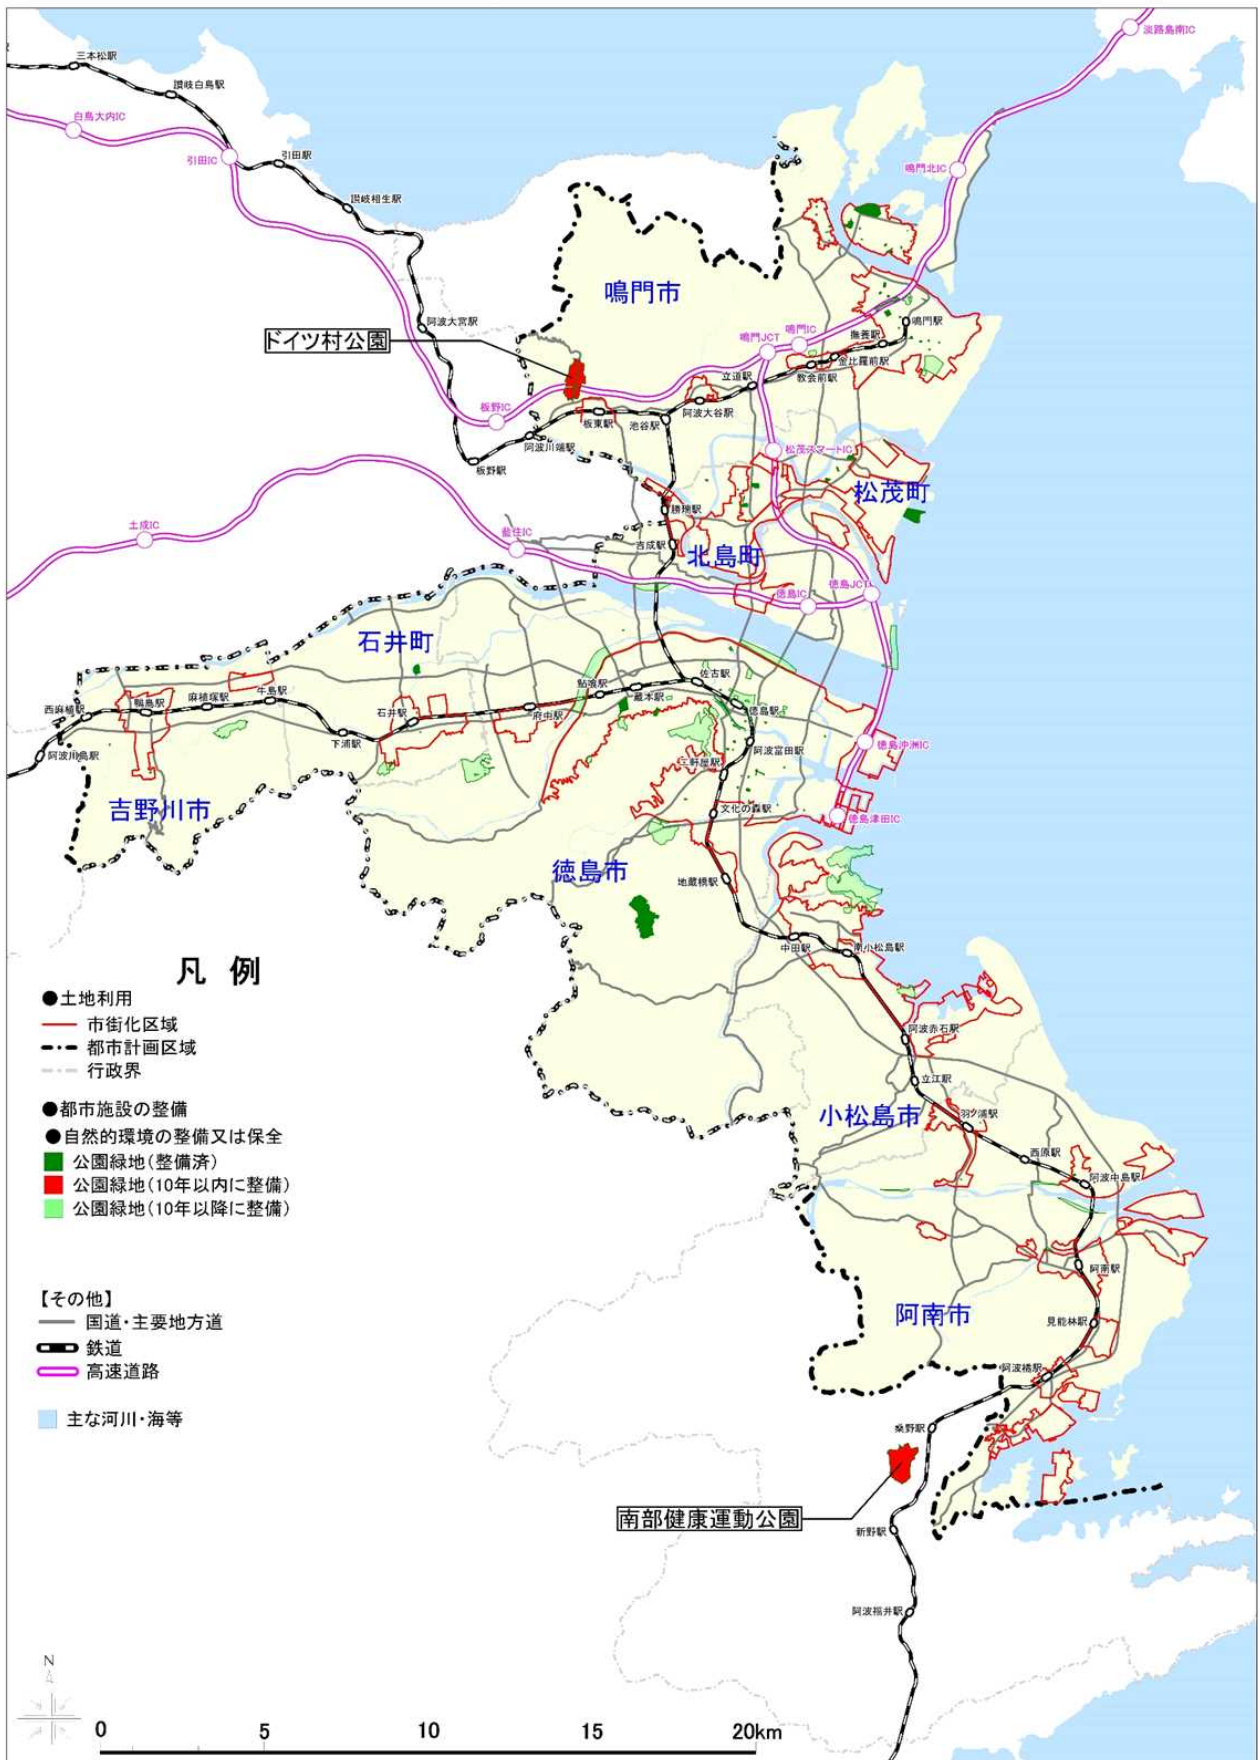 淡路島南IC
三本松駅
讃岐白鳥駅
白鳥大内IC
引田IC
引田駅
讃岐相生駅
鳴門北IC
鳴門市
阿波大宮駅
ドイツ村公園
鳴門駅
撫養駅
鳴門IC
鳴門JCT
金比羅前駅
教会前駅
立道駅
阿波大谷駅
板野IC
板東駅
池谷駅
阿波川端駅
板野駅
松茂スマートIC
松茂町
勝瑞駅
土成IC
藍住IC
吉成駅
北島町
徳島JCT
徳島IC
石井町
佐古駅
鮎喰駅
蔵本駅
麻植塚駅
牛島駅
西麻植駅
鴨島駅
石井駅
府中駅
徳島駅
下浦駅
阿波富田駅
徳島沖洲IC
阿波川島駅
二軒屋駅
吉野川市
文化の森駅
徳島津田IC
徳島市
地蔵橋駅
中田駅
南小松島駅
凡 例
●土地利用
市街化区域
都市計画区域
行政界
阿波赤石駅
立江駅
●都市施設の整備
小松島市
羽ノ浦駅
●自然的環境の整備又は保全
公園緑地(整備済)
西原駅
公園緑地(10年以内に整備)
阿波中島駅
公園緑地(10年以降に整備)
阿南駅
【その他】
国道・主要地方道
阿南市
見能林駅
鉄道
高速道路
阿波橘駅
主な河川・海等
桑野駅
南部健康運動公園
新野駅
阿波福井駅
N
0 5 10 15 20km